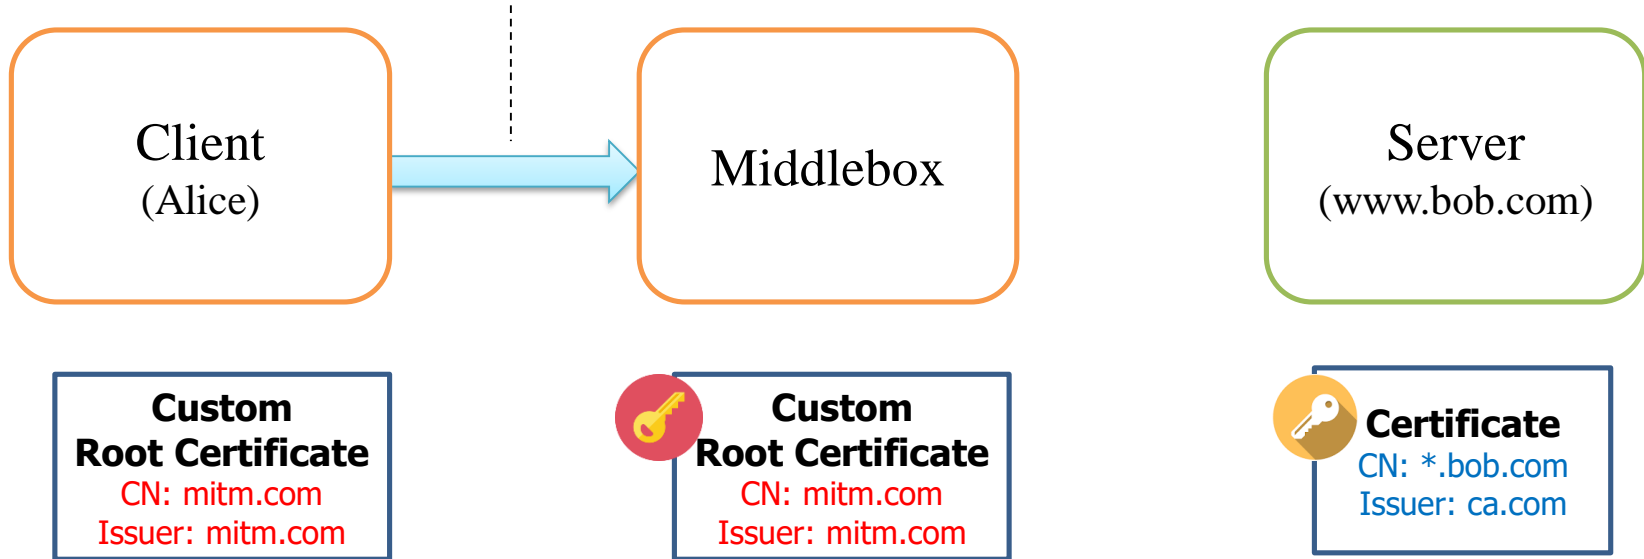 Client
(Alice)
Middlebox
Server
(www.bob.com)
Custom
Root Certificate
CN: mitm.com
Issuer: mitm.com
Custom
Root Certificate
CN: mitm.com
Issuer: mitm.com
Certificate
CN: *.bob.com
Issuer: ca.com